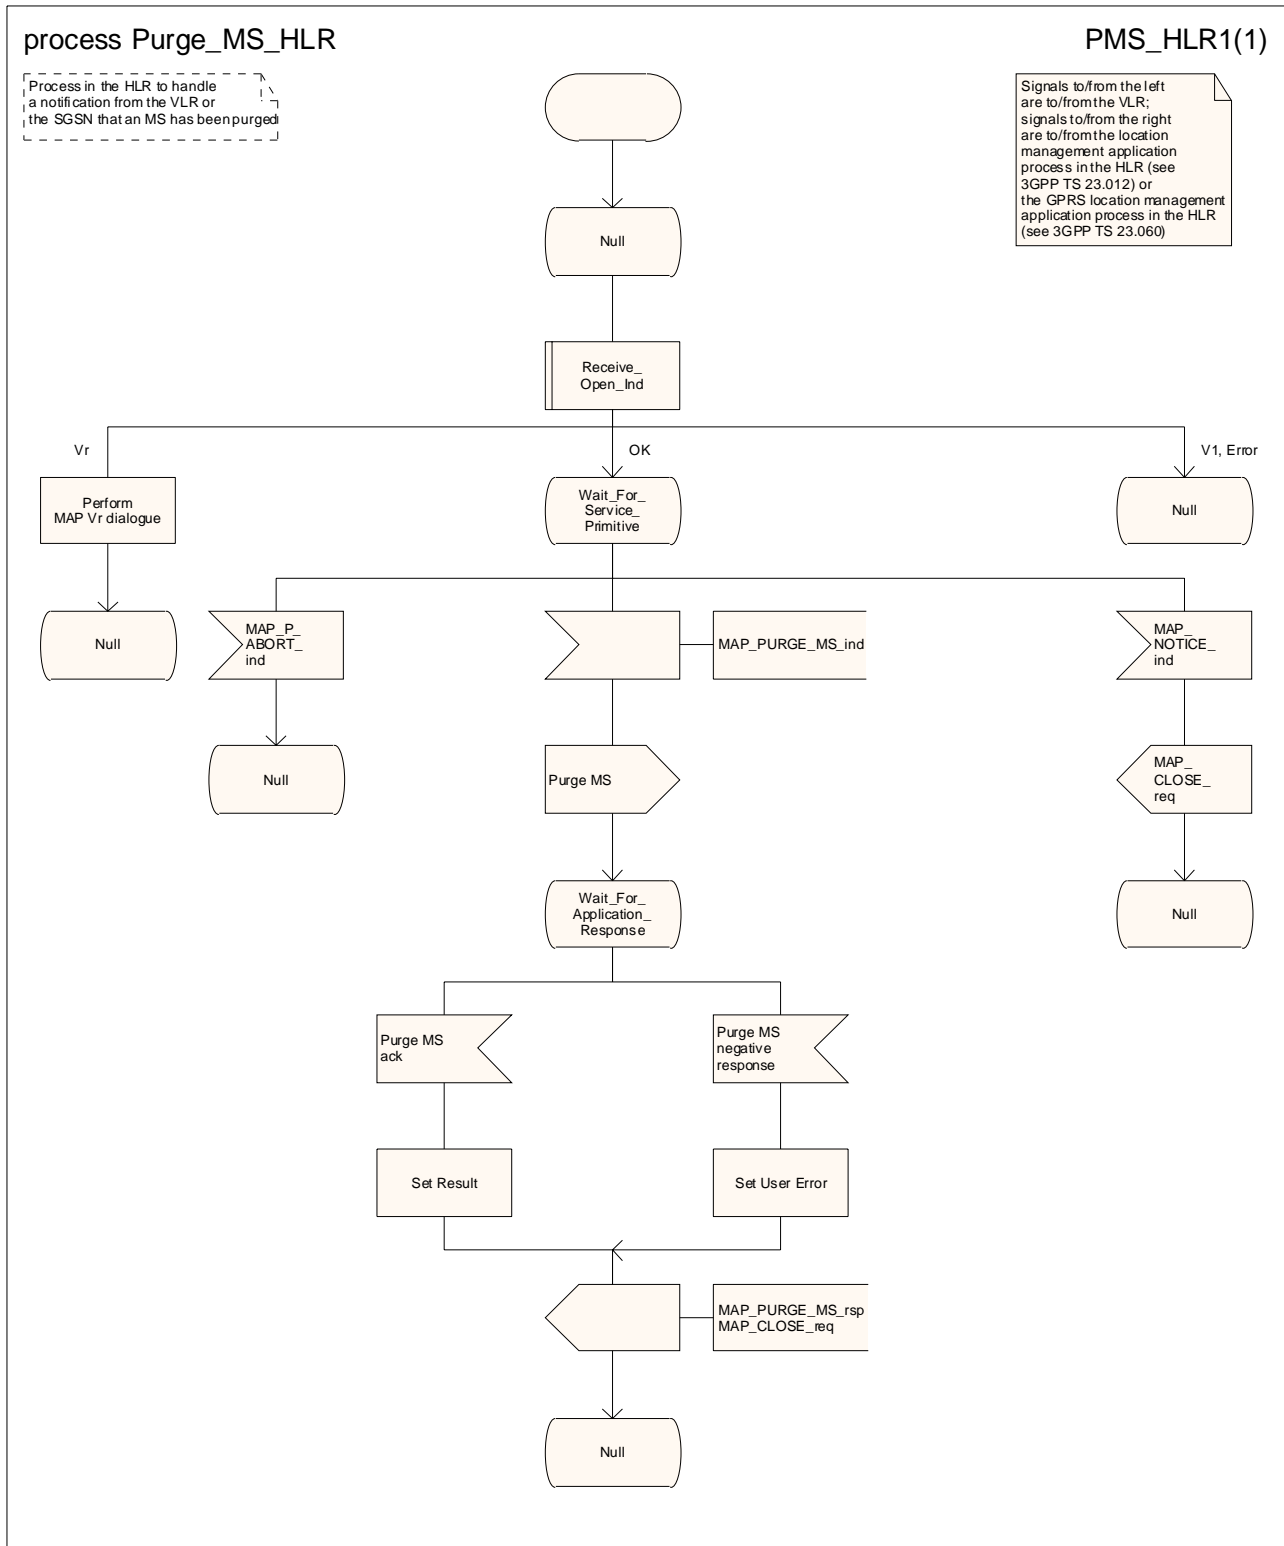 process Purge_MS_HLR
PMS_HLR1(1)
Process in the HLR to handle
a notification from the VLR or
the SGSN that an MS has been purged
Signals to/from the left
are to/from the VLR;
signals to/from the right
are to/from the location
management application
process in the HLR (see
3GPP TS 23.012) or
the GPRS location management
application process in the HLR
(see 3GPP TS 23.060)
Null
Receive_
Open_Ind
Vr
OK
V1, Error
Perform
MAP Vr dialogue
Wait_For_
Service_
Primitive
Null
Null
MAP_P_
ABORT_
ind
MAP_PURGE_MS_ind
MAP_
NOTICE_
ind
Null
Purge MS
MAP_
CLOSE_
req
Wait_For_
Application_
Response
Null
Purge MS
ack
Purge MS
negative
response
Set Result
Set User Error
MAP_PURGE_MS_rsp
MAP_CLOSE_req
Null